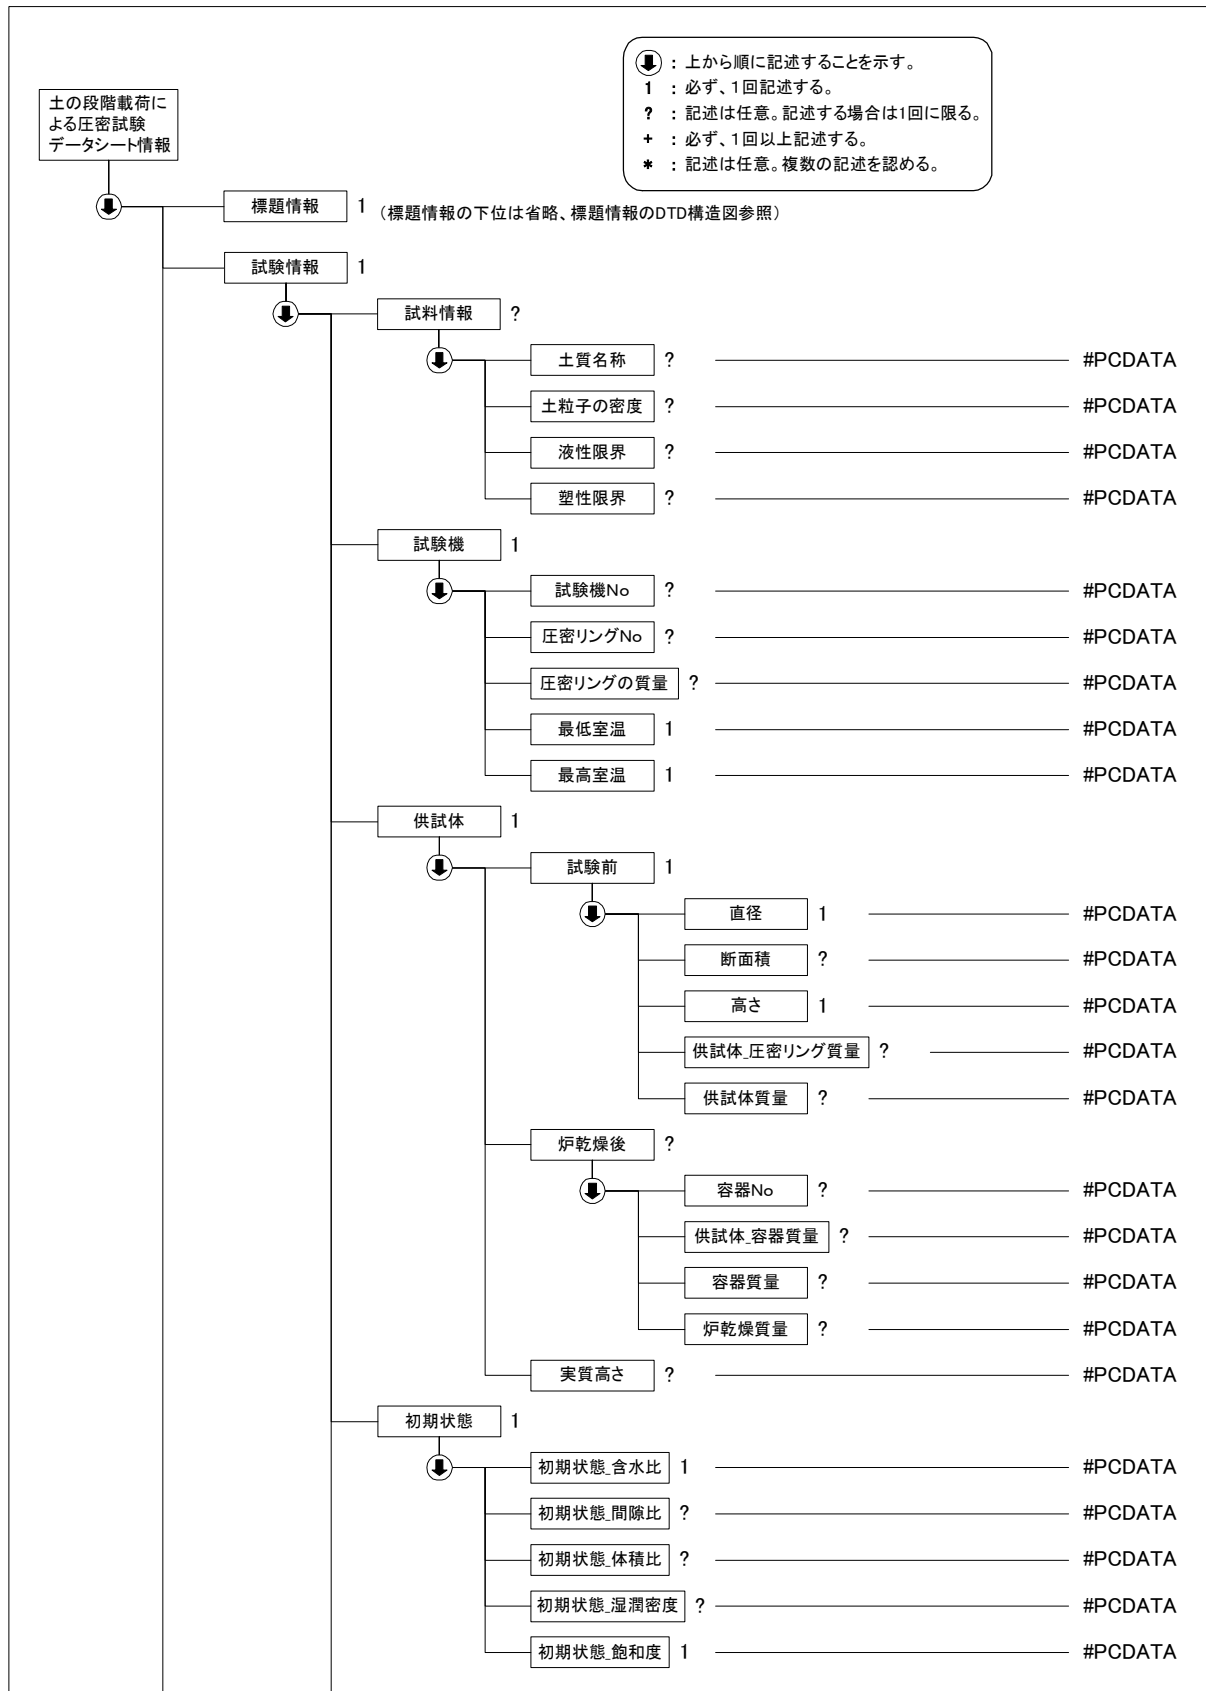 ：上から順に記述することを示す。
1：必ず、1回記述する。
?：記述は任意。記述する場合は1回に限る。
+：必ず、1回以上記述する。
*：記述は任意。複数の記述を認める。
土の段階載荷に
よる圧密試験
データシート情報
標題情報 1 （標題情報の下位は省略、標題情報のDTD構造図参照）
試験情報 1
試料情報 ?
土質名称 ? #PCDATA
土粒子の密度 ? #PCDATA
液性限界 ? #PCDATA
塑性限界 ? #PCDATA
試験機 1
試験機No ? #PCDATA
圧密リングNo ? #PCDATA
圧密リングの質量 ? #PCDATA
最低室温 1 #PCDATA
最高室温 1 #PCDATA
供試体 1
試験前 1
直径 1 #PCDATA
断面積 ? #PCDATA
高さ 1 #PCDATA
供試体_圧密リング質量 ? #PCDATA
供試体質量 ? #PCDATA
炉乾燥後 ?
容器No ? #PCDATA
供試体_容器質量 ? #PCDATA
容器質量 ? #PCDATA
炉乾燥質量 ? #PCDATA
実質高さ ? #PCDATA
初期状態 1
初期状態_含水比 1 #PCDATA
初期状態_間隙比 ? #PCDATA
初期状態_体積比 ? #PCDATA
初期状態_湿潤密度 ? #PCDATA
初期状態_飽和度 1 #PCDATA